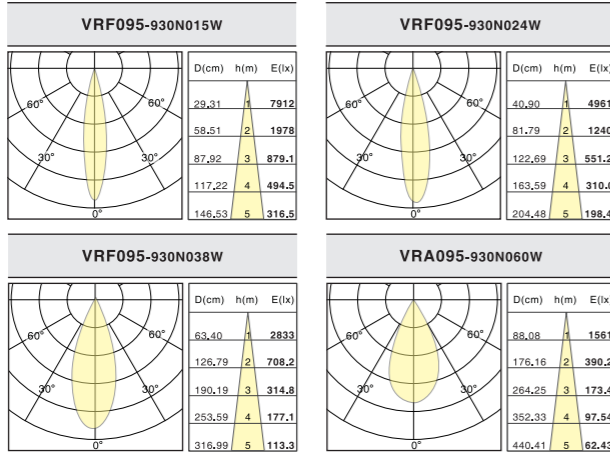 VRF095-930N015W
60° 60°
30° 30°
0°
D(cm) h(m) E(lx)
29.31 1 7912
58.51 2 1978
87.92 3 879.1
117.22 4 494.5
146.53 5 316.5
VRF095-930N024W
60° 60°
30° 30°
0°
D(cm) h(m) E(lx)
40.90 1 4961
81.79 2 1240
122.69 3 551.2
163.59 4 310.0
204.48 5 198.4
VRF095-930N038W
60° 60°
30° 30°
0°
D(cm) h(m) E(lx)
63.40 1 2833
126.79 2 708.2
190.19 3 314.8
253.59 4 177.1
316.99 5 113.3
VRA095-930N060W
60° 60°
30° 30°
0°
D(cm) h(m) E(lx)
88.08 1 1561
176.16 2 390.2
264.25 3 173.4
352.33 4 97.54
440.41 5 62.43